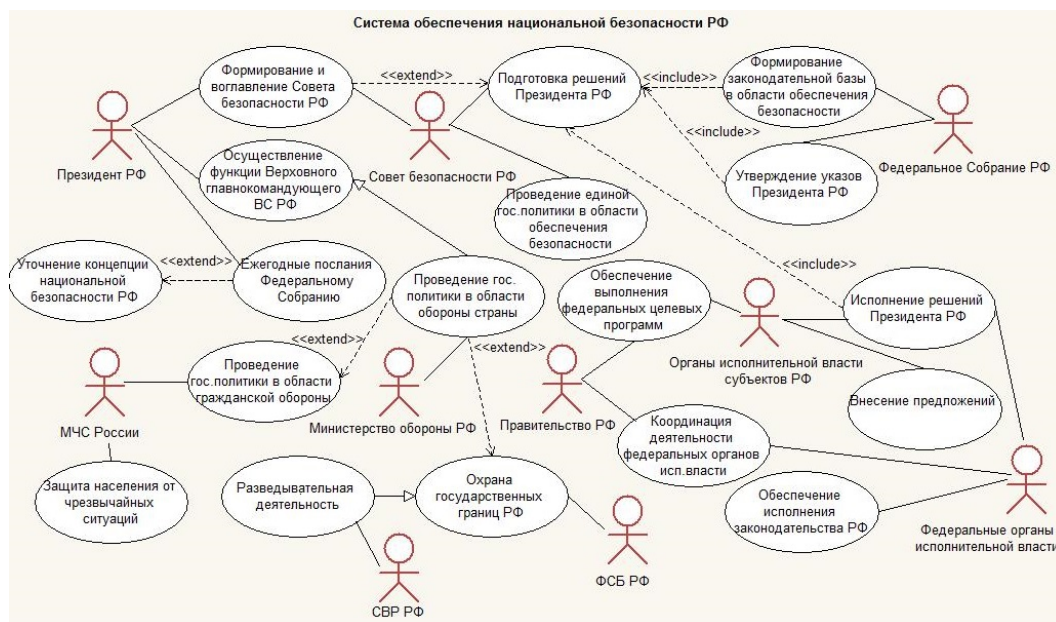 Система обеспечения национальной безопасности РФ
Формирование и
воглавление Совета
безопасности РФ
<<extend>>
Подготовка решений
Президента РФ
<<include>>
Формирование
законодательной базы
в области обеспечения
безопасности
Президент РФ
Осуществление
функции Верховного
главнокомандующего
ВС РФ
Совет безопасности РФ
<<include>>
Утверждение указов
Президента РФ
Федеральное Собрание РФ
Проведение единой
гос.политики в области
обеспечения
безопасности
Уточнение концепции
национальной
безопасности РФ
<<extend>>
Ежегодные послания
Федеральному
Собранию
Проведение гос.
политики в области
обороны страны
Обеспечение
выполнения
федеральных целевых
программ
<<include>>
Исполнение решений
Президента РФ
<<extend>>
<<extend>>
Органы исполнительной власти
субъектов РФ
МЧС России
Проведение
гос.политики в области
гражданской обороны
Министерство обороны РФ
Правительство РФ
Внесение предложений
Координация
деятельности
федеральных органов
исп.власти
Защита населения от
чрезвычайных
ситуаций
Разведывательная
деятельность
Охрана
государственных
границ РФ
Обеспечение
исполнения
законодательства РФ
Федеральные органы
исполнительной власти
СВР РФ
ФСБ РФ